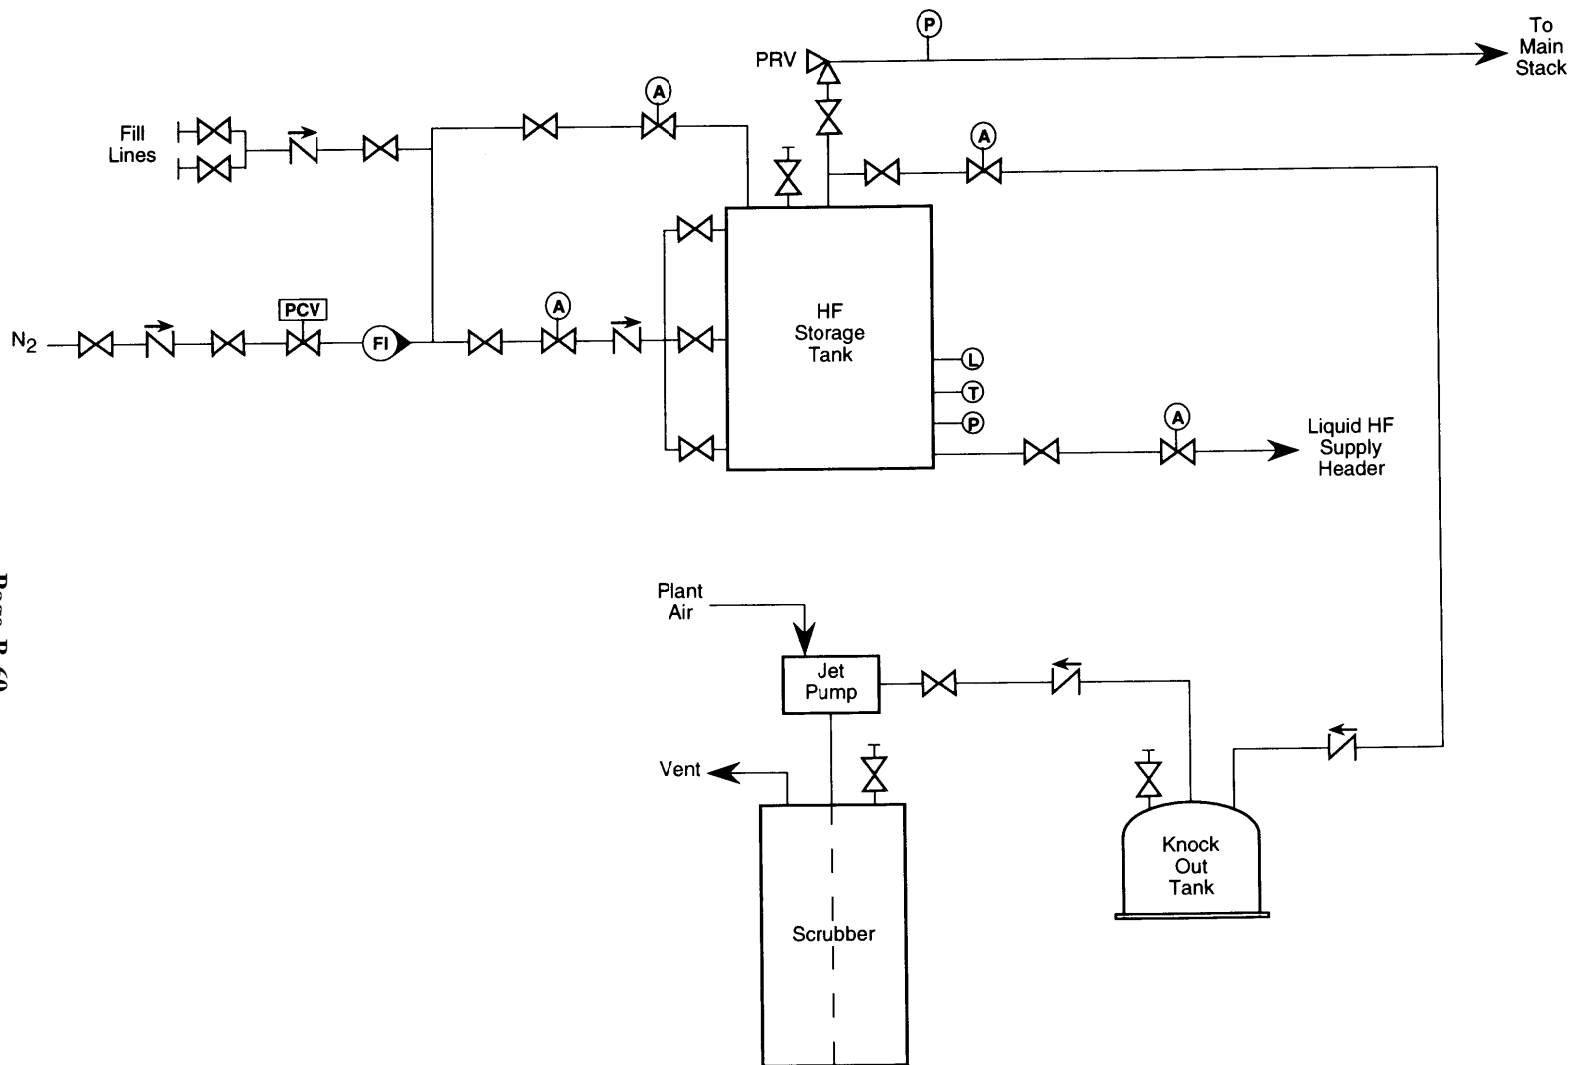 P
To
Main
Stack
PRV
A
Fill
Lines
A
PCV
A
N2
FI
HF
Storage
Tank
L
T
P
A
Liquid HF
Supply
Header
Plant
Air
Jet
Pump
Vent
Knock
Out
Tank
Scrubber